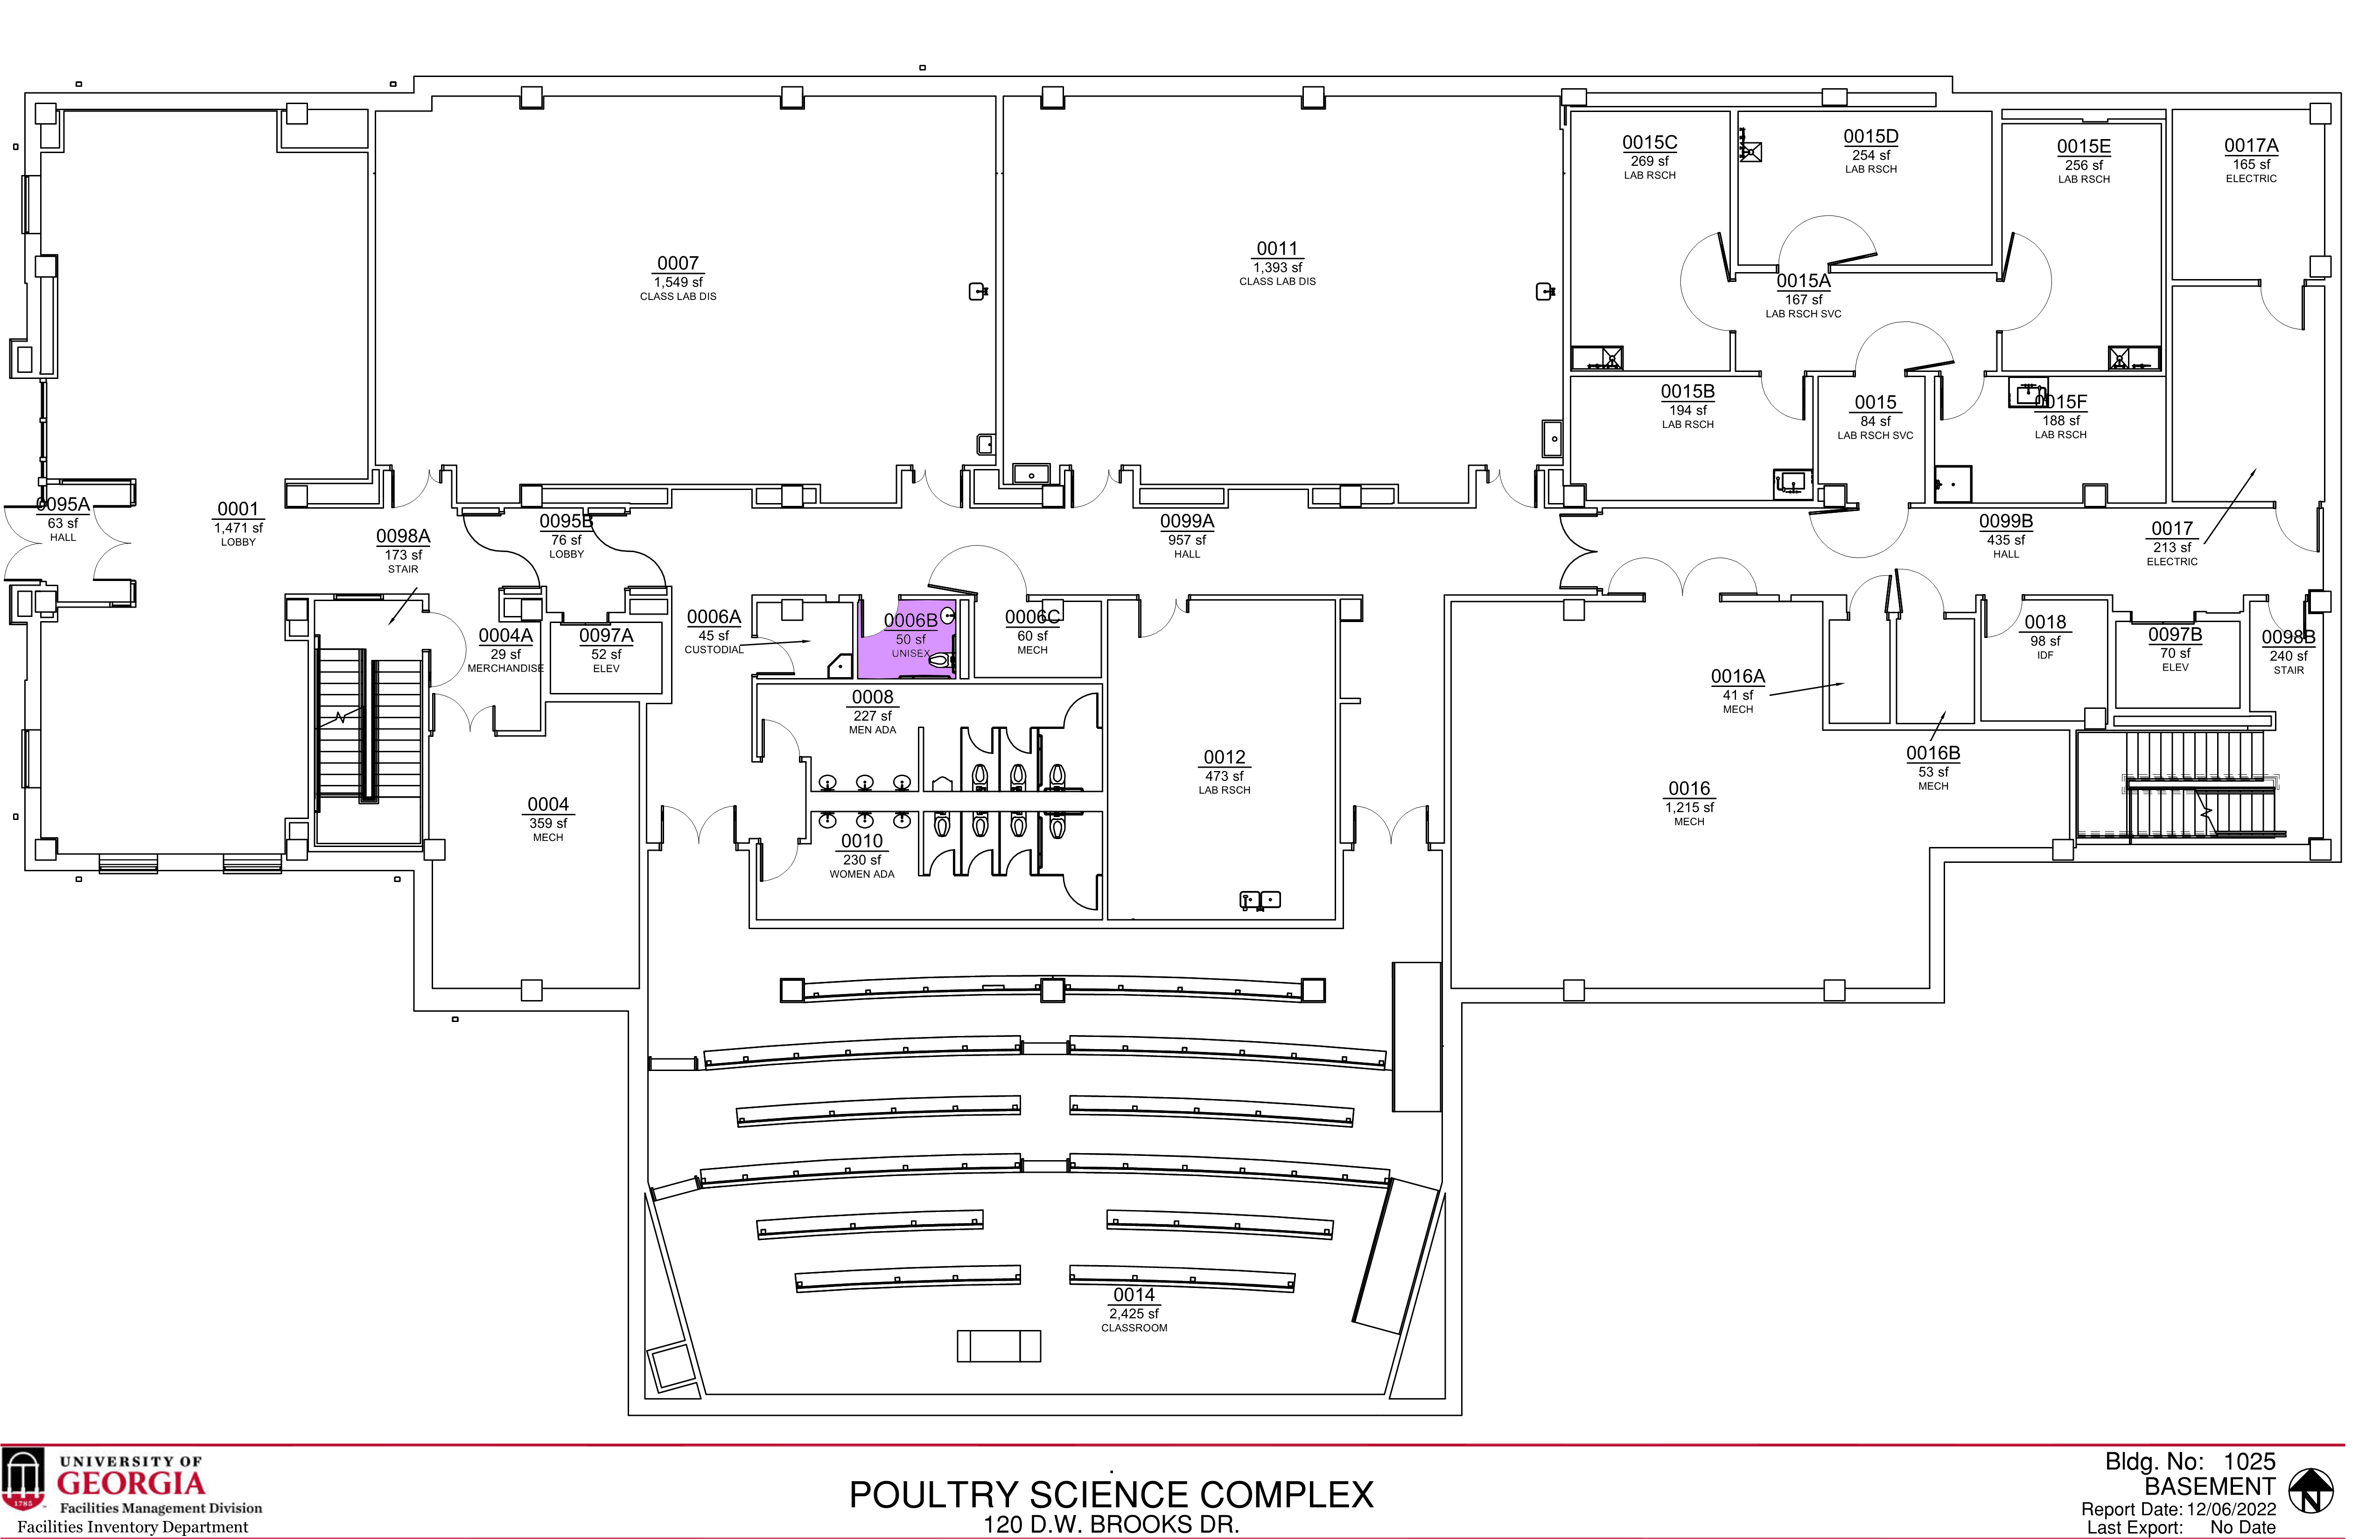 0015C
269 sf
LAB RSCH
0015D
254 sf
LAB RSCH
0015E
256 sf
LAB RSCH
0017A
165 sf
ELECTRIC
0007
1,549 sf
CLASS LAB DIS
0011
1,393 sf
CLASS LAB DIS
0015A
167 sf
LAB RSCH SVC
0015B
194 sf
LAB RSCH
0015
84 sf
LAB RSCH SVC
0015F
188 sf
LAB RSCH
0095A
63 sf
HALL
0001
1,471 sf
LOBBY
0098A
173 sf
STAIR
0095B
76 sf
LOBBY
0099A
957 sf
HALL
0099B
435 sf
HALL
0017
213 sf
ELECTRIC
0004A
29 sf
MERCHANDISE
0097A
52 sf
ELEV
0006A
45 sf
CUSTODIAL
0006B
50 sf
UNISEX
0006C
60 sf
MECH
0018
98 sf
IDF
0097B
70 sf
ELEV
0098B
240 sf
STAIR
0016A
41 sf
MECH
0008
227 sf
MEN ADA
0012
473 sf
LAB RSCH
0016B
53 sf
MECH
0004
359 sf
MECH
0016
1,215 sf
MECH
0010
230 sf
WOMEN ADA
0014
2,425 sf
CLASSROOM
1785
UNIVERSITY OF
GEORGIA
Facilities Management Division
Facilities Inventory Department
POULTRY SCIENCE COMPLEX
120 D.W. BROOKS DR.
Bldg. No: 1025
BASEMENT
Report Date: 12/06/2022
Last Export: No Date
N